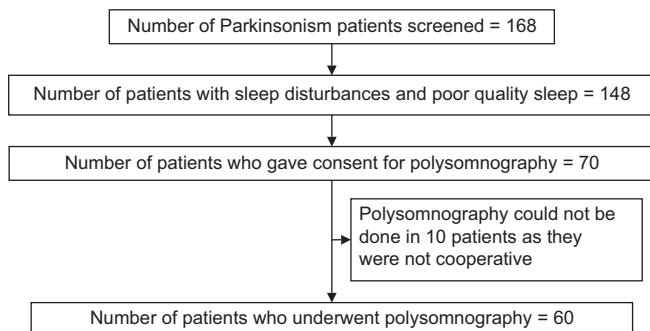 Number of Parkinsonism patients screened = 168
Number of patients with sleep disturbances and poor quality sleep = 148
Number of patients who gave consent for polysomnography = 70
Polysomnography could not be
done in 10 patients as they
were not cooperative
Number of patients who underwent polysomnography = 60